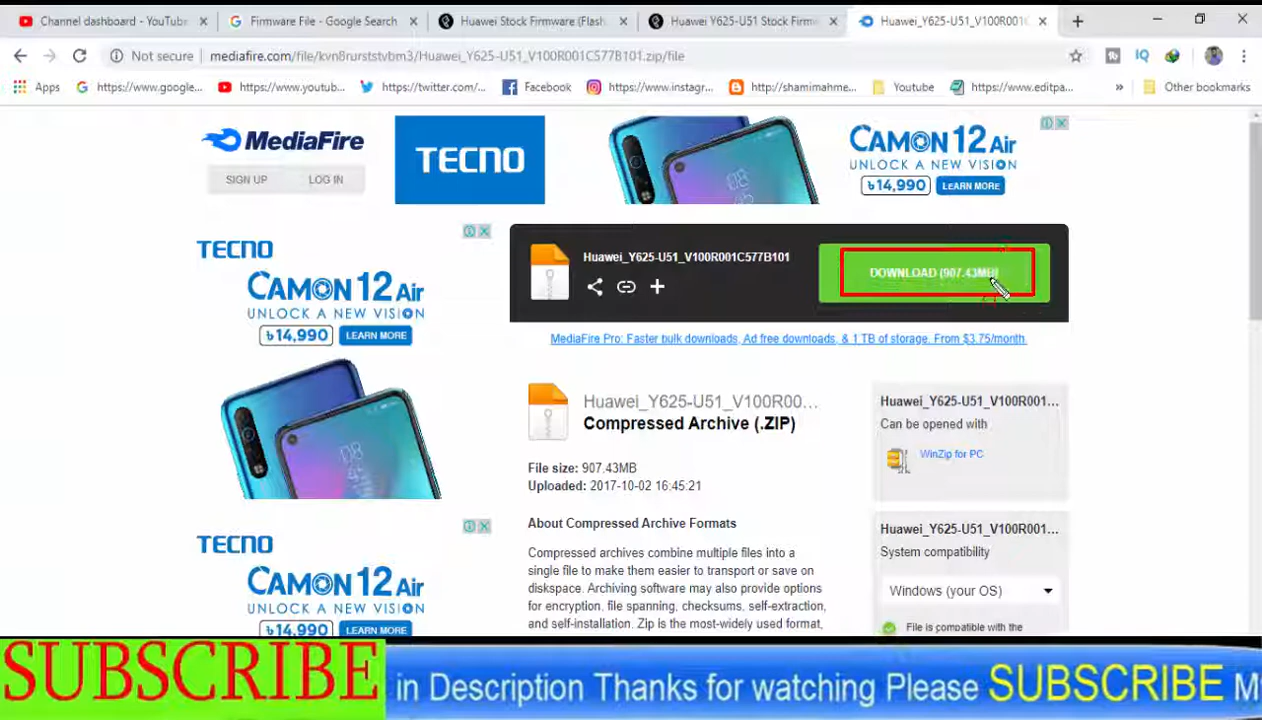 Channel dashboard - YouTube
Firmware File - Google Search
Huawei Stock Firmware (Flash
Huawei Y625-U51 Stock Firm
Huawei_Y625-U51_V100R001C
Not secure
mediafire.com/file/kvn8rurststvbm3/Huawei_Y625-U51_V100R001C577B101.zip/file
Apps
https://www.google...
https://www.youtub...
https://twitter.com/...
Facebook
https://www.instagr...
http://shamimahme...
Youtube
https://www.editpa...
»
Other bookmarks
MediaFire
SIGN UP
LOG IN
TECNO
CAMON 12 Air
UNLOCK A NEW VISION
৳14,990
LEARN MORE
TECNO
CAMON 12 Air
UNLOCK A NEW VISION
৳14,990
LEARN MORE
Huawei_Y625-U51_V100R001C577B101
DOWNLOAD (907.43MB)
MediaFire Pro: Faster bulk downloads, Ad free downloads, & 1 TB of storage. From $3.75/month.
Huawei_Y625-U51_V100R00...
Compressed Archive (.ZIP)
File size: 907.43MB
Uploaded: 2017-10-02 16:45:21
About Compressed Archive Formats
Compressed archives combine multiple files into a
single file to make them easier to transport or save on
diskspace. Archiving software may also provide options
for encryption, file spanning, checksums, self-extraction,
and self-installation. Zip is the most-widely used format,
Huawei_Y625-U51_V100R001...
Can be opened with
WinZip for PC
Huawei_Y625-U51_V100R001...
System compatibility
Windows (your OS)
File is compatible with the
TECNO
CAMON 12 Air
UNLOCK A NEW VISION
৳14,990
LEARN MORE
SUBSCRIBE
in Description Thanks for watching Please SUBSCRIBE M